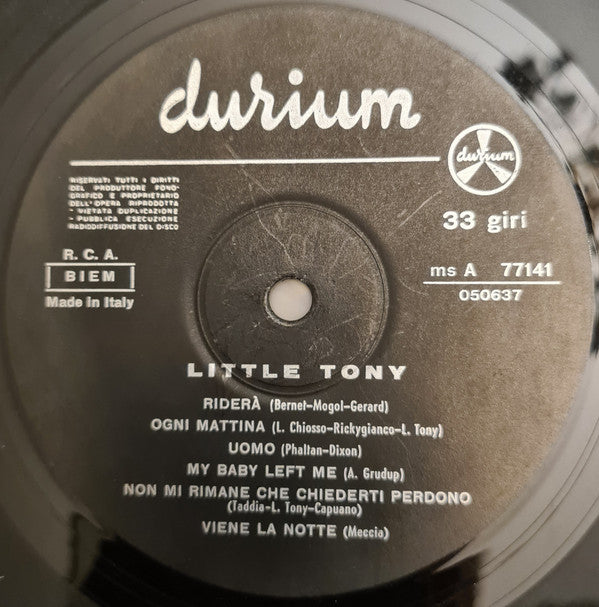 durium
durium
RISERVATI TUTTI I DIRITTI
DEL PRODUTTORE FONO-
GRAFICO E PROPRIETARIO
DELL'OPERA RIPRODOTTA
- VIETATA DUPLICAZIONE
- PUBBLICA ESECUZIONE
RADIODIFFUSIONE DEL DISCO
33 giri
R. C. A.
BIEM
Made in Italy
ms A 77141
050637
LITTLE TONY
RIDERÀ (Bernet-Mogol-Gerard)
OGNI MATTINA (L. Chiosso-Rickygianco-L. Tony)
UOMO (Phaltan-Dixon)
MY BABY LEFT ME (A. Grudup)
NON MI RIMANE CHE CHIEDERTI PERDONO
(Taddia-L. Tony-Capuano)
VIENE LA NOTTE (Meccia)